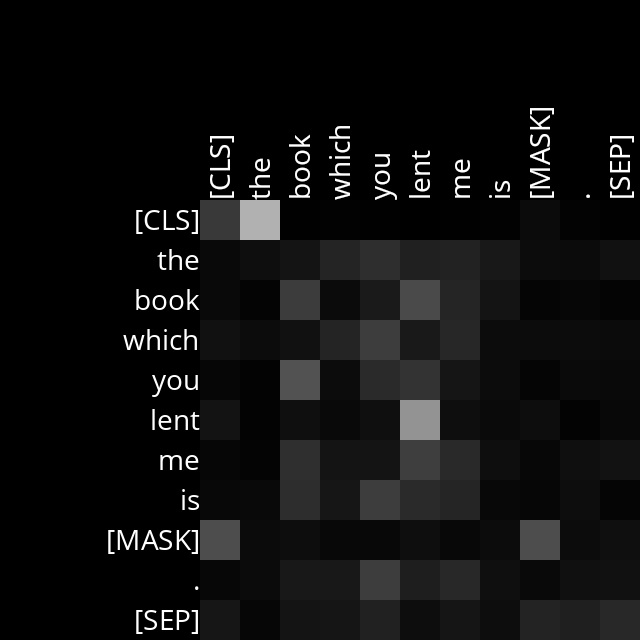 [CLS] the book which you lent me is [MASK] . [SEP]
[CLS]
the
book
which
you
lent
me
is
[MASK]
.
[SEP]